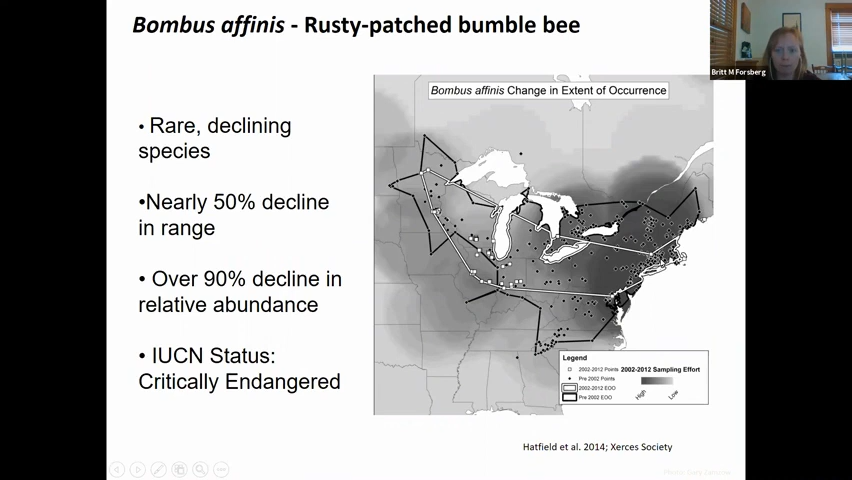 Bombus affinis - Rusty-patched bumble bee
Britt M Forsberg
Bombus affinis Change in Extent of Occurrence
• Rare, declining
species
•Nearly 50% decline
in range
• Over 90% decline in
relative abundance
• IUCN Status:
Critically Endangered
Legend
2002-2012 Points
Pre 2002 Points
2002-2012 EOO
Pre 2002 EOO
2002-2012 Sampling Effort
High
Low
Hatfield et al. 2014; Xerces Society